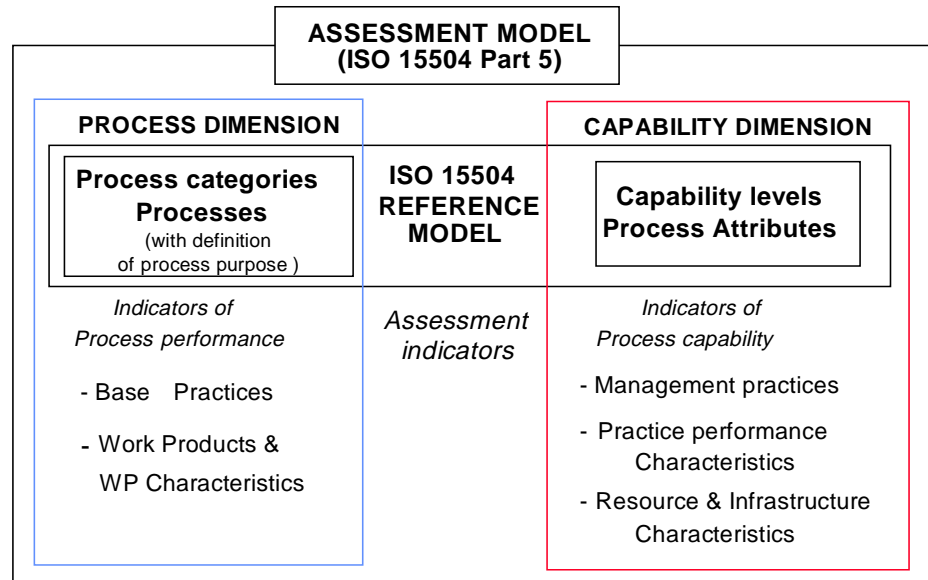 ASSESSMENT MODEL
(ISO 15504 Part 5)
PROCESS DIMENSION
Process categories
Processes
(with definition
of process purpose )
ISO 15504
REFERENCE
MODEL
CAPABILITY DIMENSION
Capability levels
Process Attributes
Indicators of
Process performance
- Base Practices
- Work Products &
WP Characteristics
Assessment
indicators
Indicators of
Process capability
- Management practices
- Practice performance
Characteristics
- Resource & Infrastructure
Characteristics